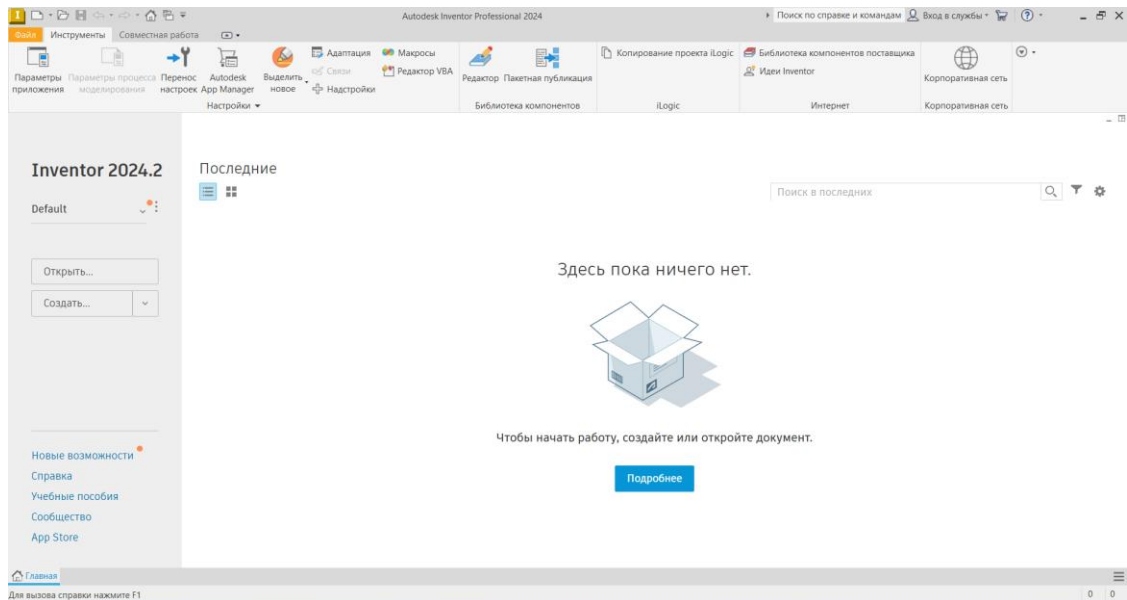 Autodesk Inventor Professional 2024
Поиск по справке и командам
Вход в службы
Файл Инструменты Совместная работа
Параметры приложения
Параметры процесса моделирования
Перенос настроек
Autodesk App Manager
Выделить новое
Адаптация
Связи
Надстройки
Макросы
Редактор VBA
Редактор
Пакетная публикация
Копирование проекта iLogic
Библиотека компонентов поставщика
Идеи Inventor
Корпоративная сеть
Настройки
Библиотека компонентов
iLogic
Интернет
Корпоративная сеть
Inventor 2024.2
Default
Открыть...
Создать...
Новые возможности
Справка
Учебные пособия
Сообщество
App Store
Последние
Поиск в последних
Здесь пока ничего нет.
Чтобы начать работу, создайте или откройте документ.
Подробнее
Главная
Для вызова справки нажмите F1
0 0